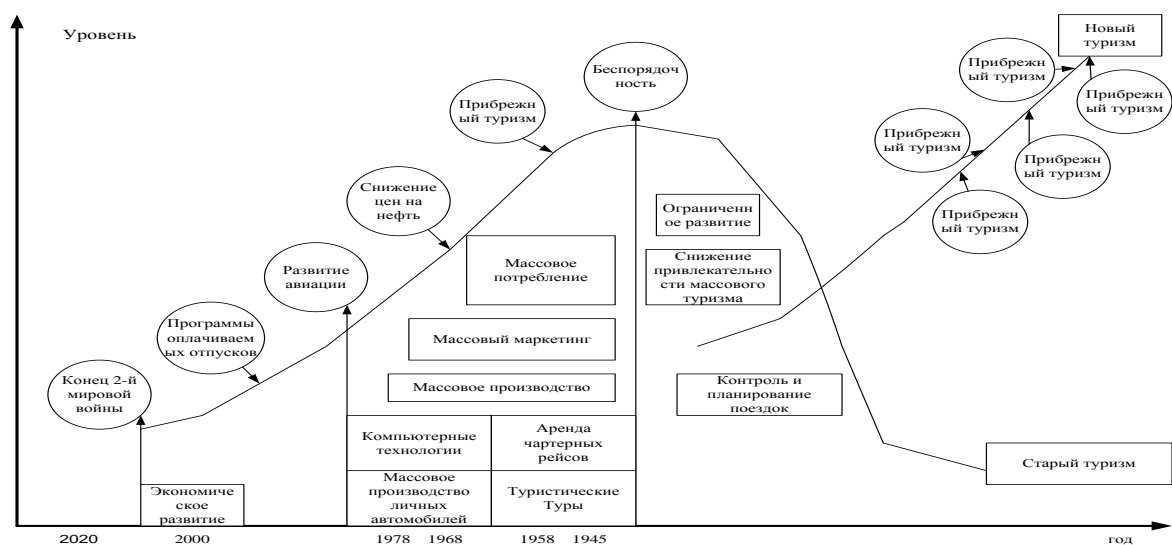 Уровень
Новый
туризм
Прибрежн
ый туризм
Прибрежн
ый туризм
Беспорядоч
ность
Прибрежн
ый туризм
Прибрежн
ый туризм
Прибрежн
ый туризм
Прибрежн
ый туризм
Снижение
цен на
нефть
Ограниченн
ое развитие
Массовое
потребление
Снижение
привлекательно
сти массового
туризма
Развитие
авиации
Программы
оплачиваем
ых отпусков
Массовый маркетинг
Конец 2-й
мировой
войны
Массовое производство
Контроль и
планирование
поездок
Компьютерные
технологии
Аренда
чартерных
рейсов
Старый туризм
Экономиче
ское
развитие
Массовое
производство
личных
автомобилей
Туристические
Туры
2020 2000 1978 1968 1958 1945 год